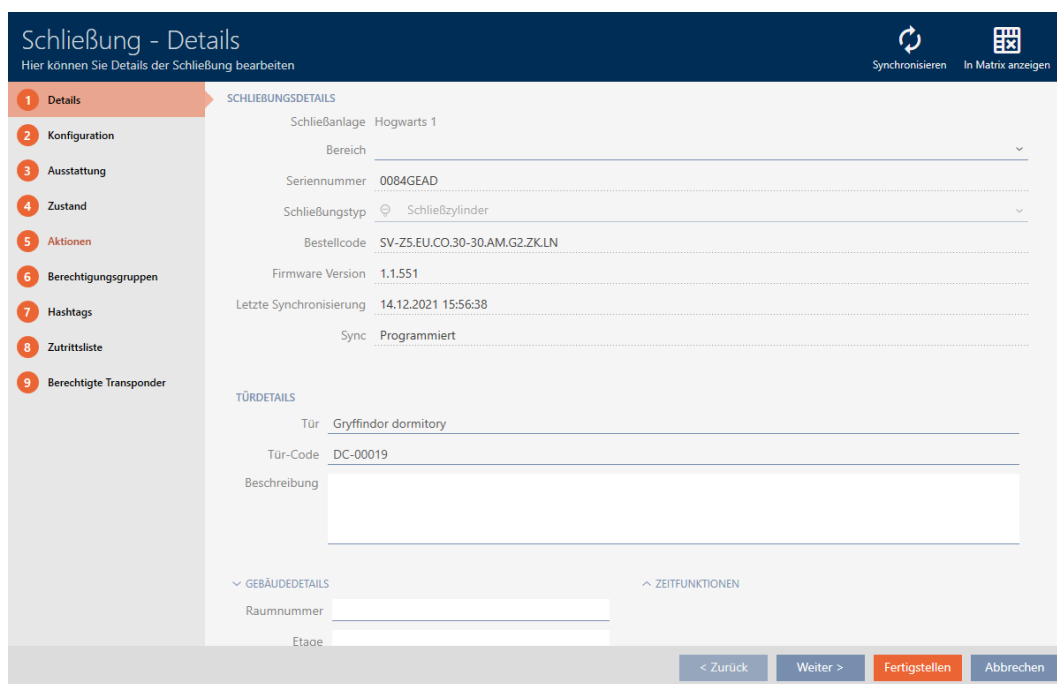 Schließung - Details
Hier können Sie Details der Schließung bearbeiten
Synchronisieren
In Matrix anzeigen
1 Details
2 Konfiguration
3 Ausstattung
4 Zustand
5 Aktionen
6 Berechtigungsgruppen
7 Hashtags
8 Zutrittsliste
9 Berechtigte Transponder
SCHLIEßUNGSDETAILS
Schließanlage Hogwarts 1
Bereich
Seriennummer 0084GEAD
Schließungstyp Schließzylinder
Bestellcode SV-Z5.EU.CO.30-30.AM.G2.ZK.LN
Firmware Version 1.1.551
Letzte Synchronisierung 14.12.2021 15:56:38
Sync Programmiert
TÜRDETAILS
Tür Gryffindor dormitory
Tür-Code DC-00019
Beschreibung
GEBÄUDEDETAILS
ZEITFUNKTIONEN
Raumnummer
Etage
< Zurück
Weiter >
Fertigstellen
Abbrechen